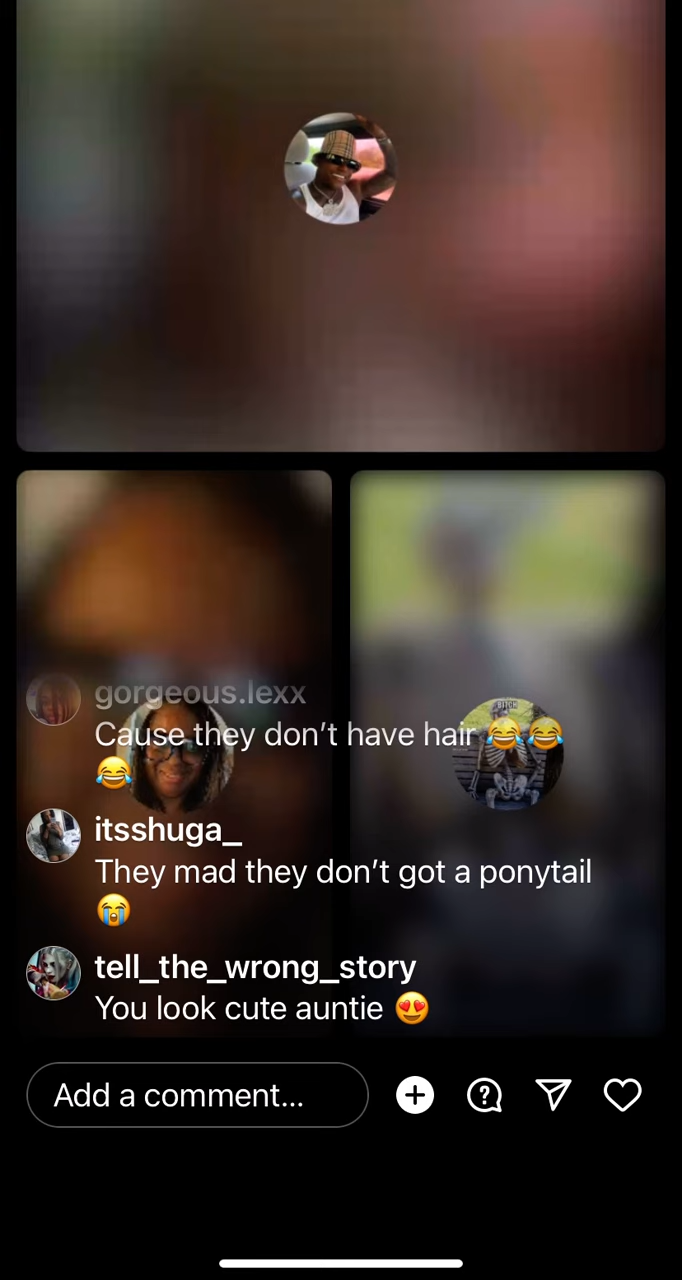 gorgeous.lexx
Cause they don’t have hair 😂😂
😂
BITCH
itsshuga_
They mad they don’t got a ponytail
😭
tell_the_wrong_story
You look cute auntie 😍
Add a comment...